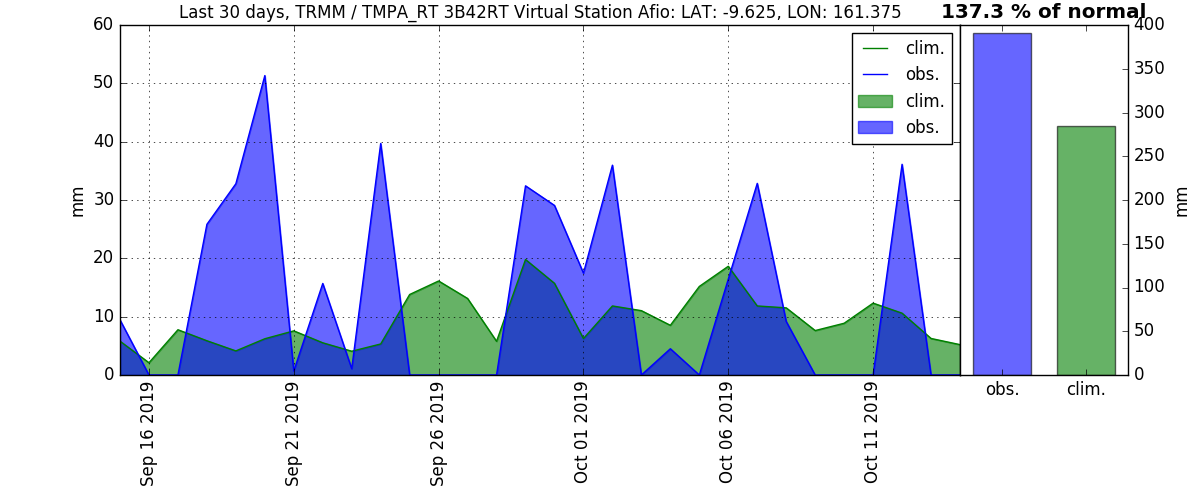 Last 30 days, TRMM / TMPA_RT 3B42RT Virtual Station Afio: LAT: -9.625, LON: 161.375
137.3 % of normal
60
50
40
30
20
10
0
mm
clim.
obs.
clim.
obs.
400
350
300
250
200
150
100
50
0
mm
Sep 16 2019
Sep 21 2019
Sep 26 2019
Oct 01 2019
Oct 06 2019
Oct 11 2019
obs.
clim.